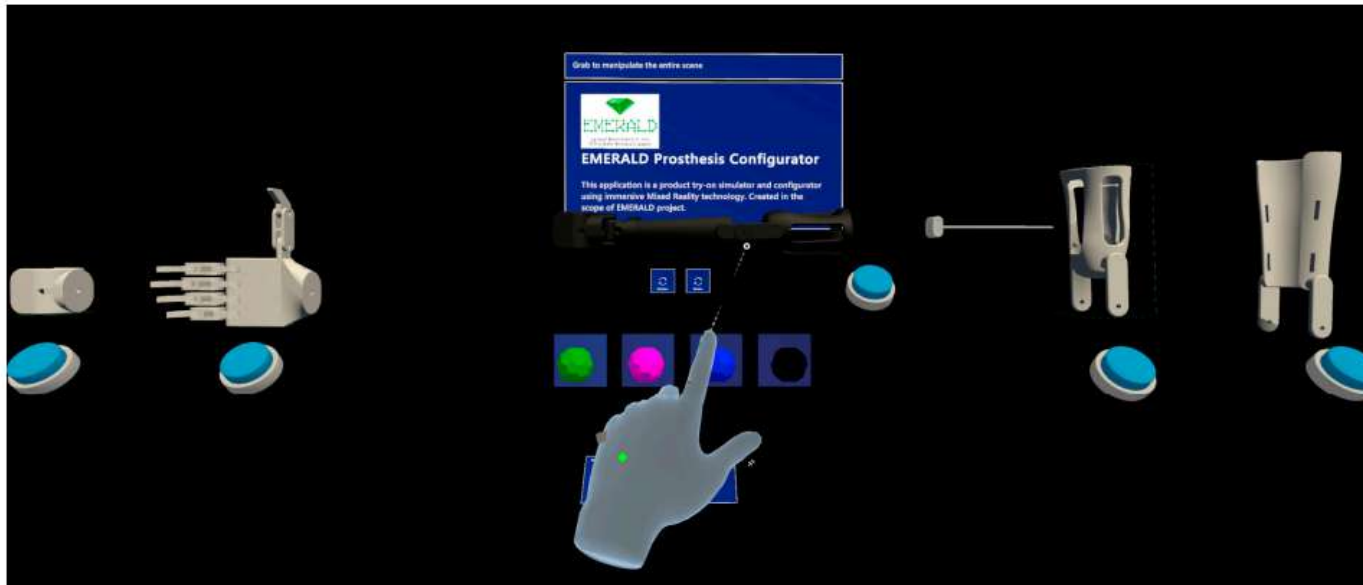 Grab to manipulate the entire scene
EMERALD
EMERALD Prosthesis Configurator
This application is a product try-on simulator and configurator
using immersive Mixed Reality technology. Created in the
scope of EMERALD project.